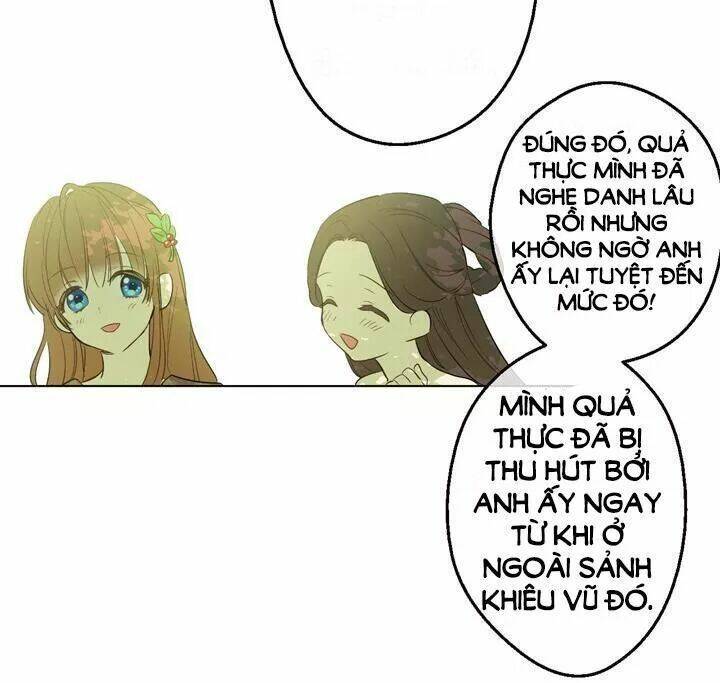 ĐÚNG ĐÓ, QUẢ
THỰC MÌNH ĐÃ
NGHE DANH LÂU
RỒI NHƯNG
KHÔNG NGỜ ANH
ẤY LẠI TUYỆT ĐẾN
MỨC ĐÓ!
MÌNH QUẢ
THỰC ĐÃ BỊ
THU HÚT BỞI
ANH ẤY NGAY
TỪ KHI Ở
NGOÀI SẢNH
KHIÊU VŨ ĐÓ.